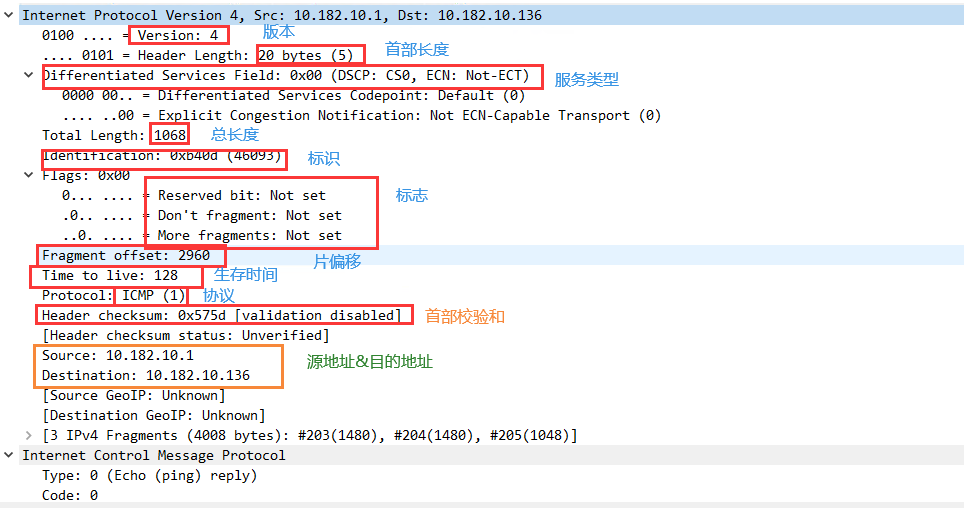 Internet Protocol Version 4, Src: 10.182.10.1, Dst: 10.182.10.136
0100 .... = Version: 4 版本
.... 0101 = Header Length: 20 bytes (5) 首部长度
Differentiated Services Field: 0x00 (DSCP: CS0, ECN: Not-ECT) 服务类型
0000 00.. = Differentiated Services Codepoint: Default (0)
.... ..00 = Explicit Congestion Notification: Not ECN-Capable Transport (0)
Total Length: 1068 总长度
Identification: 0xb40d (46093) 标识
Flags: 0x00
0... .... = Reserved bit: Not set 标志
.0.. .... = Don't fragment: Not set
..0. .... = More fragments: Not set
Fragment offset: 2960 片偏移
Time to live: 128 生存时间
Protocol: ICMP (1) 协议
Header checksum: 0x575d [validation disabled] 首部校验和
[Header checksum status: Unverified]
Source: 10.182.10.1 源地址&目的地址
Destination: 10.182.10.136
[Source GeoIP: Unknown]
[Destination GeoIP: Unknown]
[3 IPv4 Fragments (4008 bytes): #203(1480), #204(1480), #205(1048)]
Internet Control Message Protocol
Type: 0 (Echo (ping) reply)
Code: 0